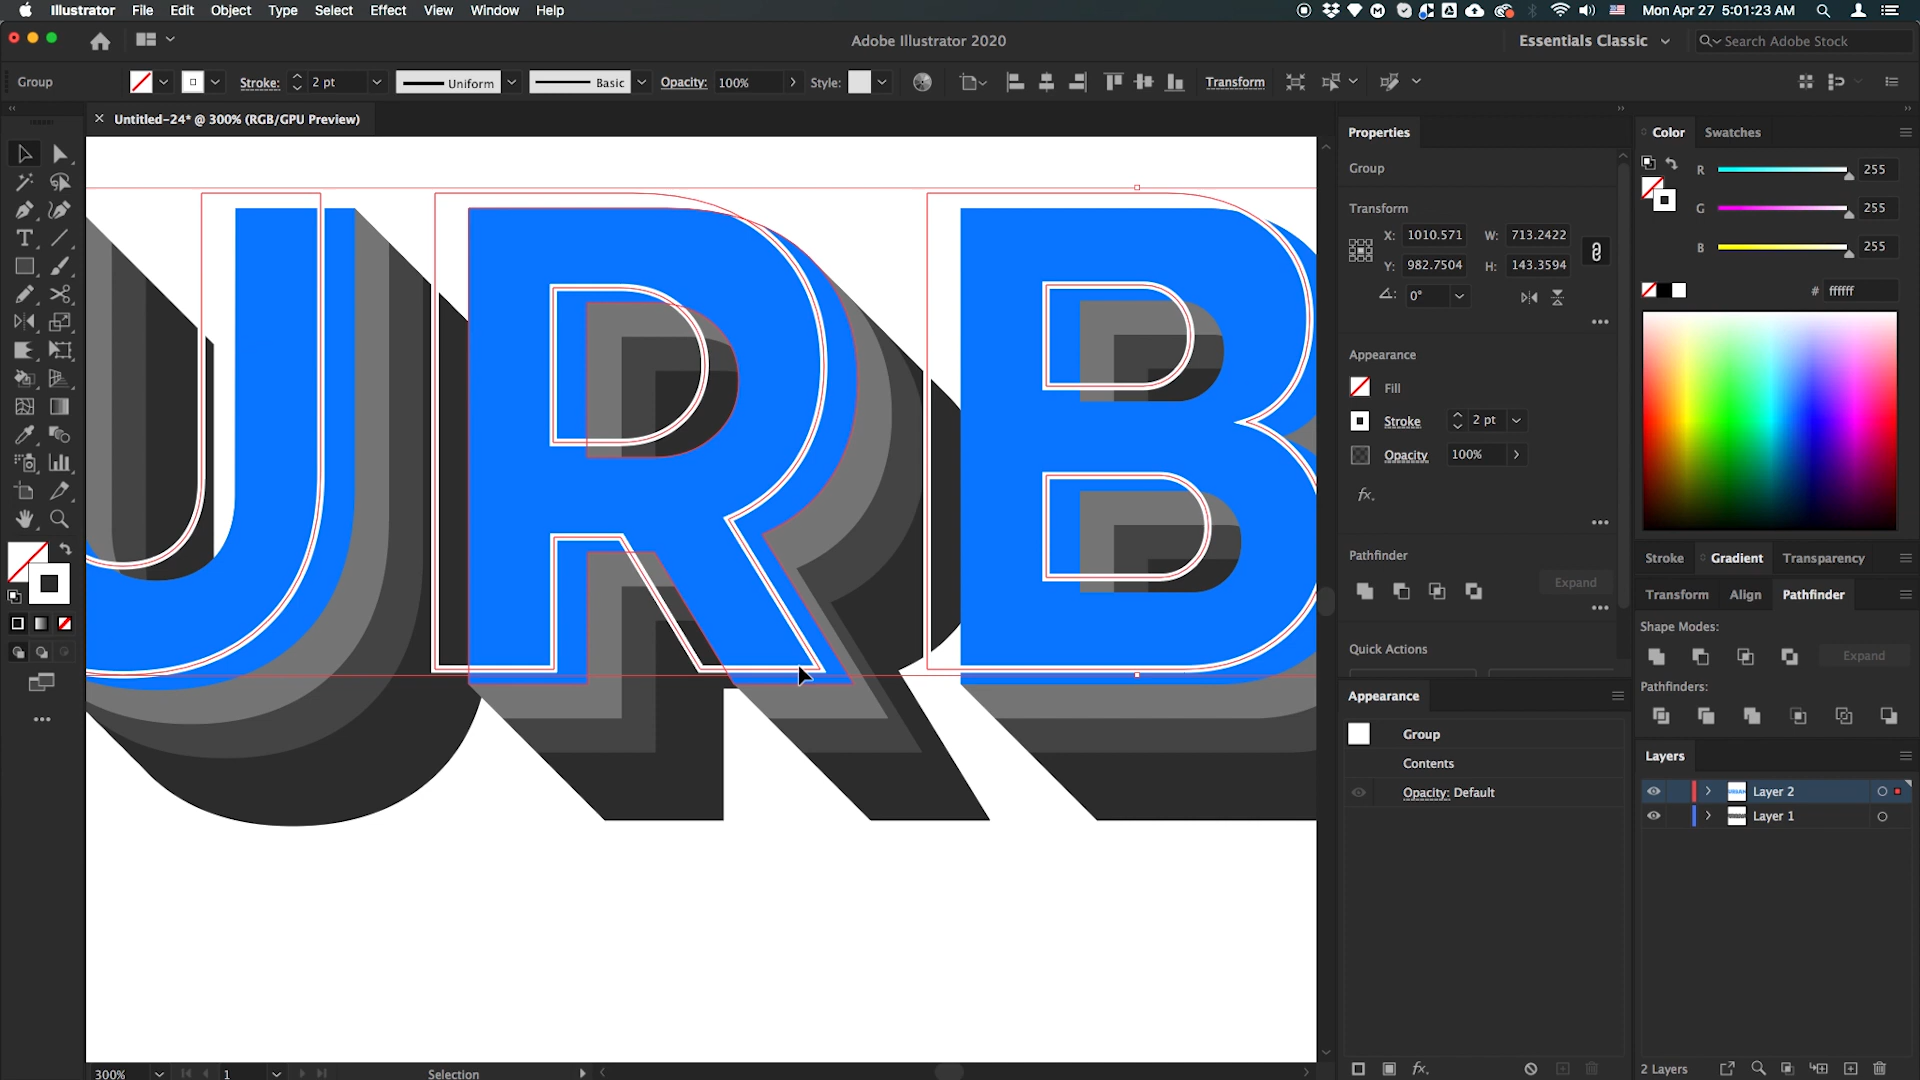 Illustrator File Edit Object Type Select Effect View Window Help Mon Apr 27 5:01:23 AM
Adobe Illustrator 2020 Essentials Classic Search Adobe Stock
Group Stroke: 2 pt Uniform Basic Opacity: 100% Style: Transform
Untitled-24* @ 300% (RGB/GPU Preview)
URB
Properties
Group
Transform
X: 1010.571 W: 713.2422
Y: 982.7504 H: 143.3594
0°
Appearance
Fill
Stroke 2 pt
Opacity 100%
fx.
Pathfinder
Expand
Quick Actions
Appearance
Group
Contents
Opacity: Default
fx.
Color Swatches
R 255
G 255
B 255
# ffffff
Stroke Gradient Transparency
Transform Align Pathfinder
Shape Modes:
Expand
Pathfinders:
Layers
Layer 2
Layer 1
2 Layers
300% 1 Selection